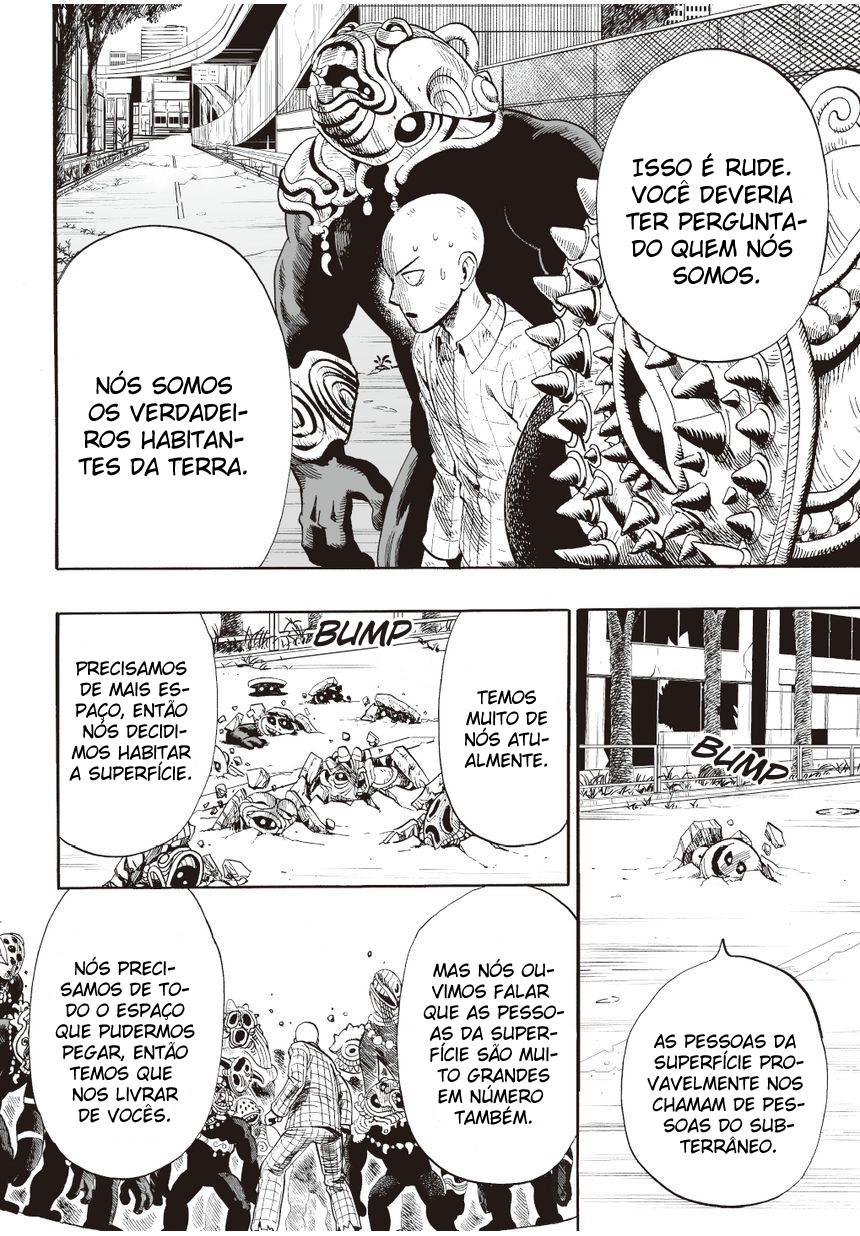 ISSO É RUDE.
VOCÊ DEVERIA
TER PERGUNTA-
DO QUEM NÓS
SOMOS.
NÓS SOMOS
OS VERDADEI-
ROS HABITAN-
TES DA TERRA.
BUMP
AS PESSOAS DA
SUPERFÍCIE PRO-
VAVELMENTE NOS
CHAMAM DE PES-
SOAS DO SUB-
TERRÂNEO.
TEMOS
MUITO DE
NÓS ATU-
ALMENTE.
BUMP
PRECISAMOS
DE MAIS ES-
PAÇO, ENTÃO
NÓS DECIDI-
MOS HABITAR
A SUPERFÍCIE.
MAS NÓS OU-
VIMOS FALAR
QUE AS PESSO-
AS DA SUPER-
FÍCIE SÃO MUI-
TO GRANDES
EM NÚMERO
TAMBÉM.
NÓS PRECI-
SAMOS DE TO-
DO O ESPAÇO
QUE PUDERMOS
PEGAR, ENTÃO
TEMOS QUE
NOS LIVRAR
DE VOCÊS.